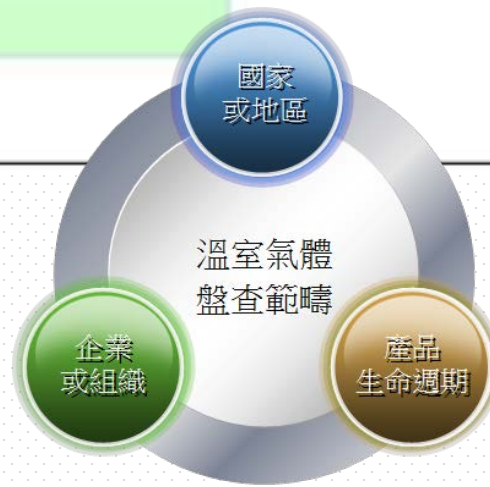 國家
或地區
溫室氣體
盤查範疇
企業
或組織
產品
生命週期